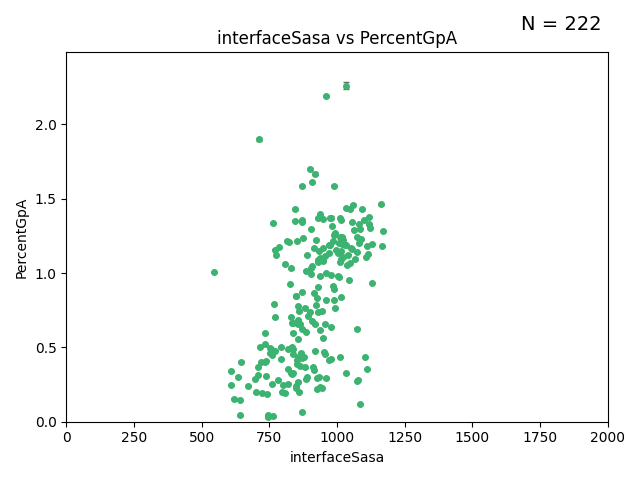 N = 222
interfaceSasa vs PercentGpA
PercentGpA
2.0
1.5
1.0
0.5
0.0
0 250 500 750 1000 1250 1500 1750 2000
interfaceSasa